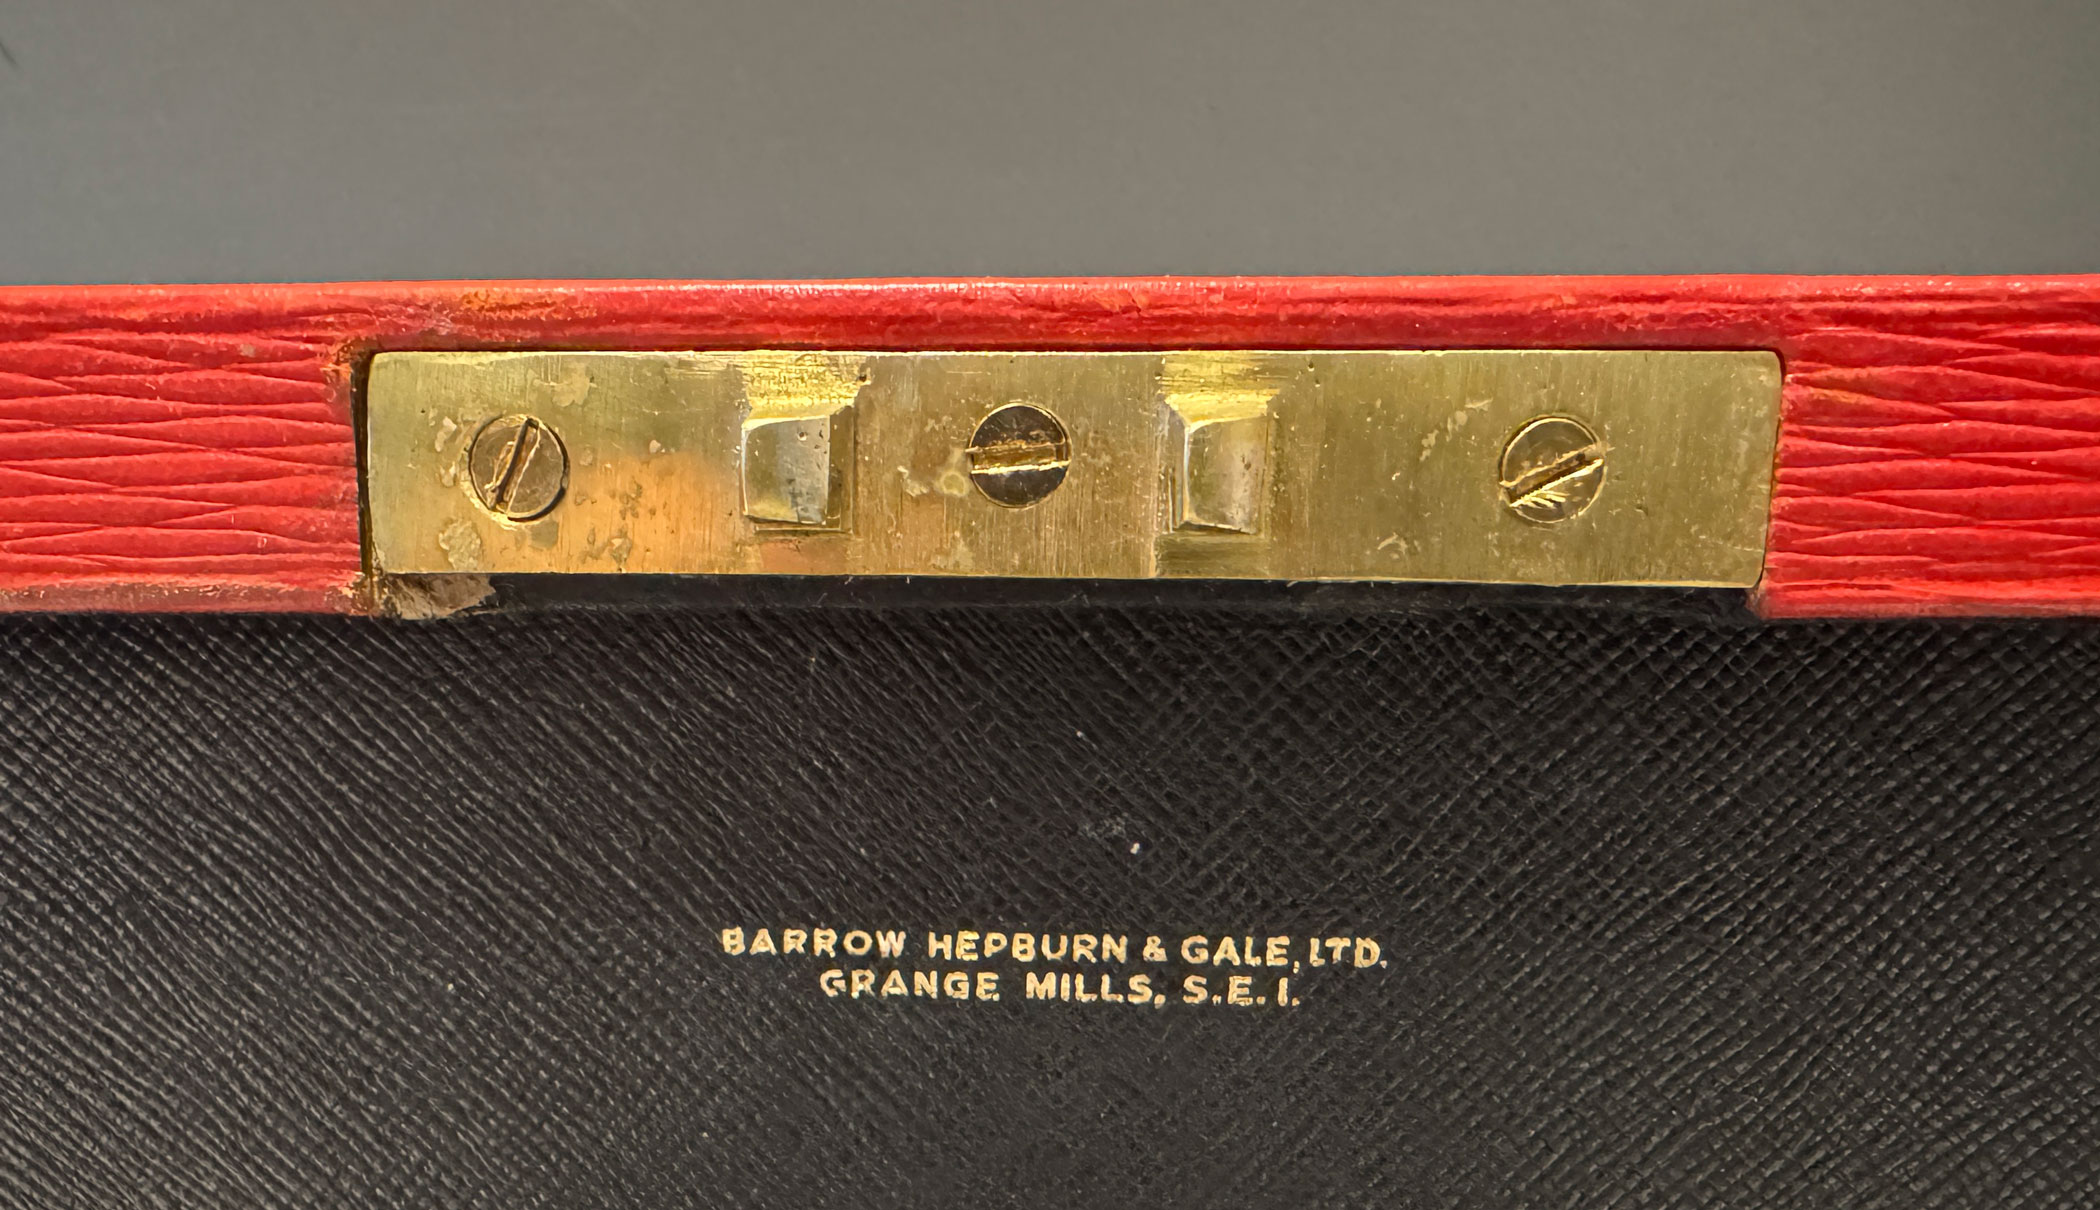 BARROW HEPBURN & GALE, LTD.
GRANGE MILLS, S.E.1.